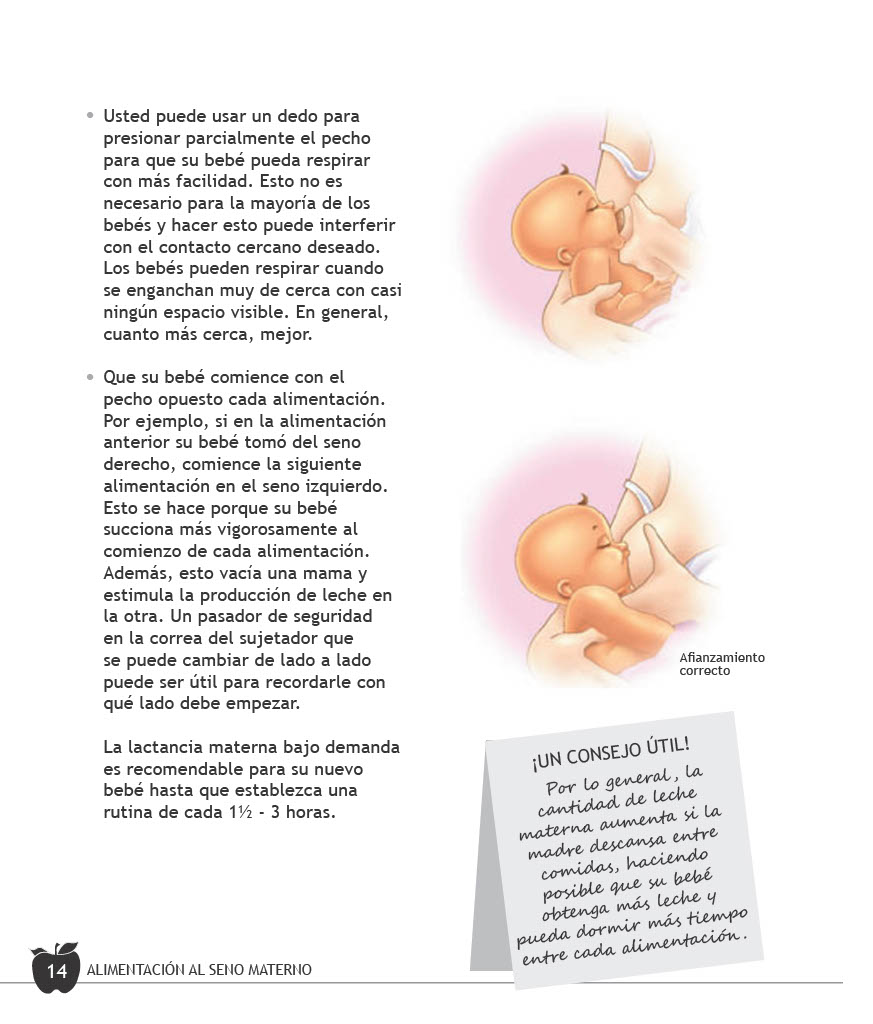 • Usted puede usar un dedo para
presionar parcialmente el pecho
para que su bebé pueda respirar
con más facilidad. Esto no es
necesario para la mayoría de los
bebés y hacer esto puede interferir
con el contacto cercano deseado.
Los bebés pueden respirar cuando
se enganchan muy de cerca con casi
ningún espacio visible. En general,
cuanto más cerca, mejor.
• Que su bebé comience con el
pecho opuesto cada alimentación.
Por ejemplo, si en la alimentación
anterior su bebé tomó del seno
derecho, comience la siguiente
alimentación en el seno izquierdo.
Esto se hace porque su bebé
succiona más vigorosamente al
comienzo de cada alimentación.
Además, esto vacía una mama y
estimula la producción de leche en
la otra. Un pasador de seguridad
en la correa del sujetador que
se puede cambiar de lado a lado
puede ser útil para recordarle con
qué lado debe empezar.
La lactancia materna bajo demanda
es recomendable para su nuevo
bebé hasta que establezca una
rutina de cada 1½ - 3 horas.
Afianzamiento
correcto
¡UN CONSEJO ÚTIL!
Por lo general, la
cantidad de leche
materna aumenta si la
madre descansa entre
comidas, haciendo
posible que su bebé
obtenga más leche y
pueda dormir más tiempo
entre cada alimentación.
14 ALIMENTACIÓN AL SENO MATERNO